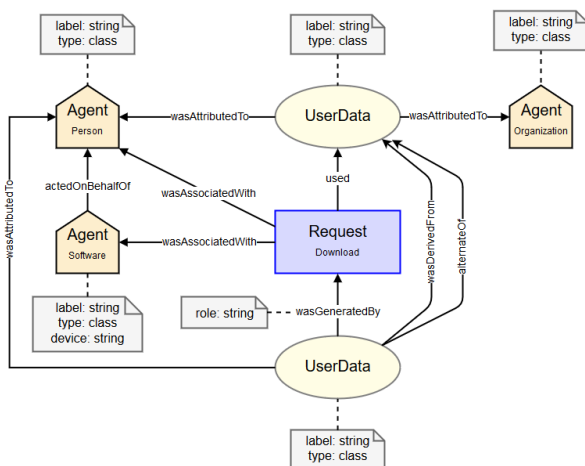 label: string
type: class
label: string
type: class
label: string
type: class
Agent
Person
wasAttributedTo
UserData
wasAttributedTo
Agent
Organization
wasAttributedTo
actedOnBehalfOf
wasAssociatedWith
used
wasDerivedFrom
alternateOf
Agent
Software
wasAssociatedWith
Request
Download
label: string
type: class
device: string
role: string
wasGeneratedBy
UserData
label: string
type: class